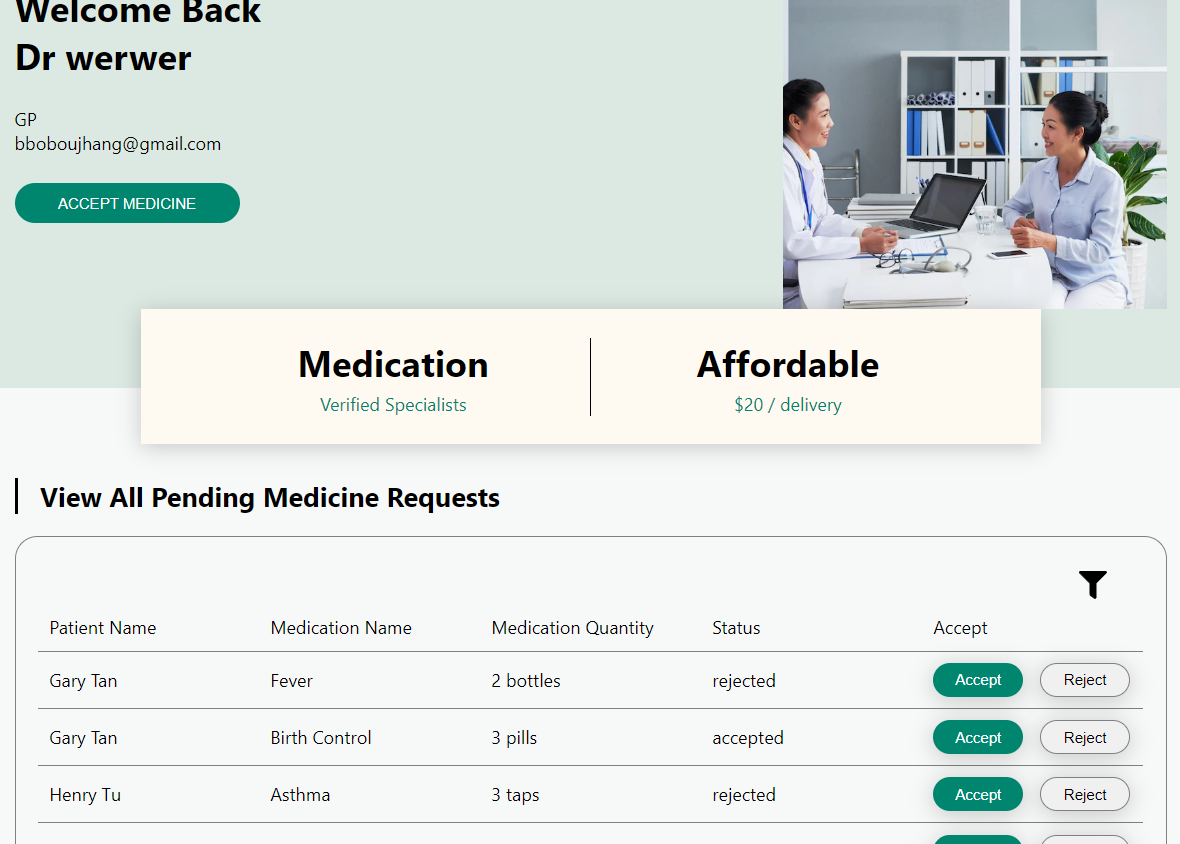 Welcome Back
Dr werwer
GP
bboboujhang@gmail.com
ACCEPT MEDICINE
Medication
Verified Specialists
Affordable
$20 / delivery
View All Pending Medicine Requests
Patient Name Medication Name Medication Quantity Status Accept
Gary Tan Fever 2 bottles rejected Accept Reject
Gary Tan Birth Control 3 pills accepted Accept Reject
Henry Tu Asthma 3 taps rejected Accept Reject